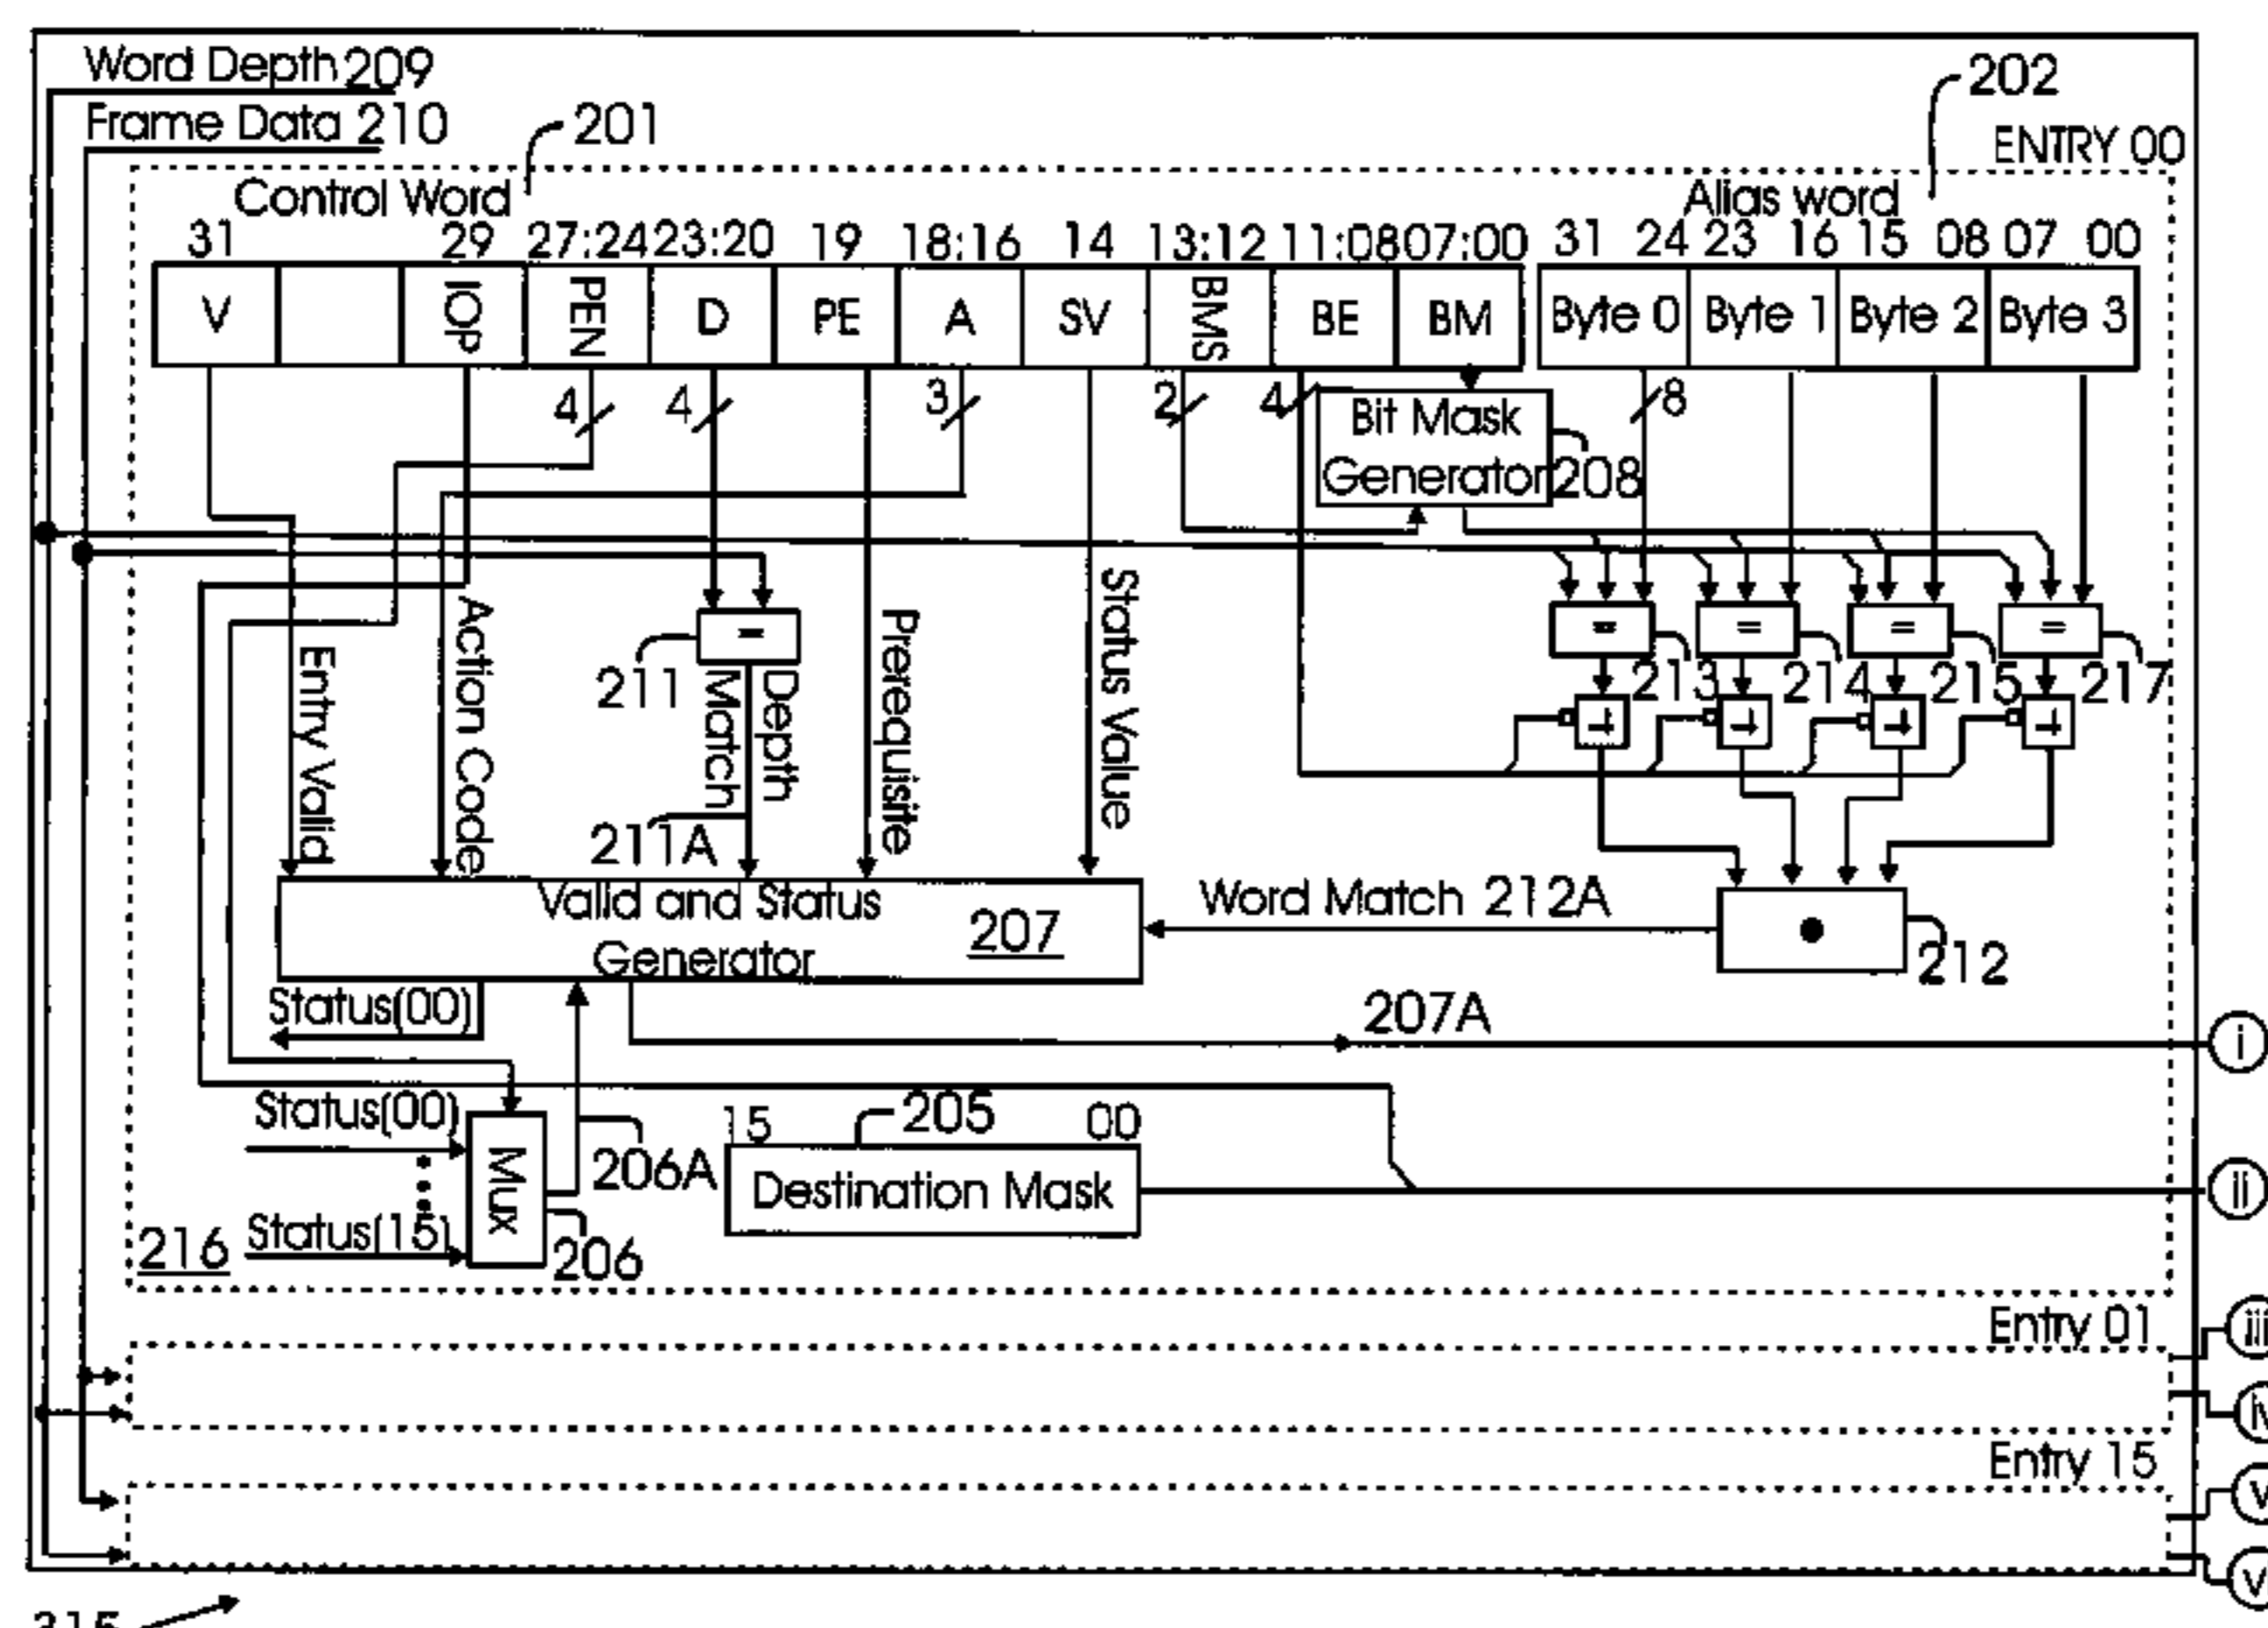 Word Depth 209
Frame Data 210
201
202
ENTRY 00
Control Word
Alias word
31 29 27:24 23:20 19 18:16 14 13:12 11:08 07:00 31 24 23 16 15 08 07 00
V IOP PEN D PE A SV BMS BE BM Byte 0 Byte 1 Byte 2 Byte 3
4 4 3 2 4 8
Bit Mask
Generator 208
Entry Valid
Action Code
= 
211
Depth
Match
211A
Prerequisite
Status Value
= = = =
213 214 215 217
+ + + +
Valid and Status
Generator
207
Word Match 212A
212
Status(00)
207A
i
Status(00)
Status(15)
Mux
206A
206
15 205 00
Destination Mask
ii
216
Entry 01
iii
iv
Entry 15
v
315